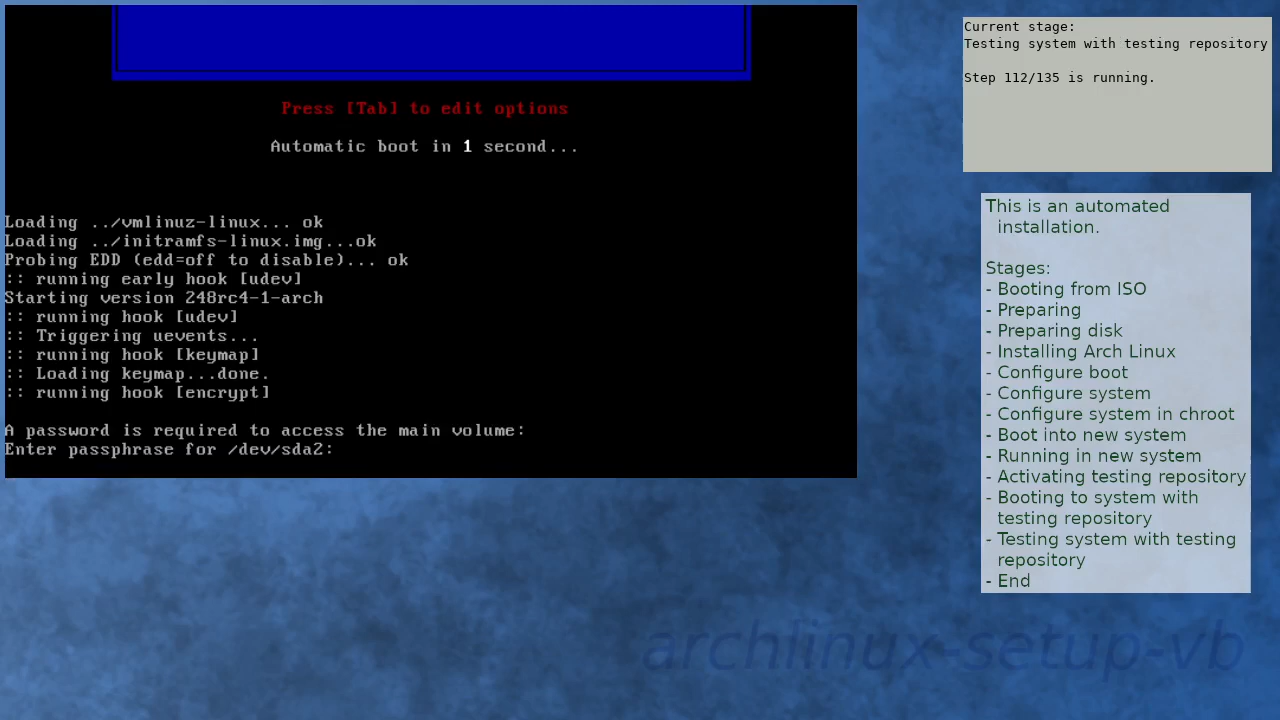 Press [Tab] to edit options
Automatic boot in 1 second...
Loading ../vmlinuz-linux... ok
Loading ../initramfs-linux.img...ok
Probing EDD (edd=off to disable)... ok
:: running early hook [udev]
Starting version 248rc4-1-arch
:: running hook [udev]
:: Triggering uevents...
:: running hook [keymap]
:: Loading keymap...done.
:: running hook [encrypt]
A password is required to access the main volume:
Enter passphrase for /dev/sda2:
Current stage:
Testing system with testing repository
Step 112/135 is running.
This is an automated
installation.
Stages:
- Booting from ISO
- Preparing
- Preparing disk
- Installing Arch Linux
- Configure boot
- Configure system
- Configure system in chroot
- Boot into new system
- Running in new system
- Activating testing repository
- Booting to system with
testing repository
- Testing system with testing
repository
- End
archlinux-setup-vb